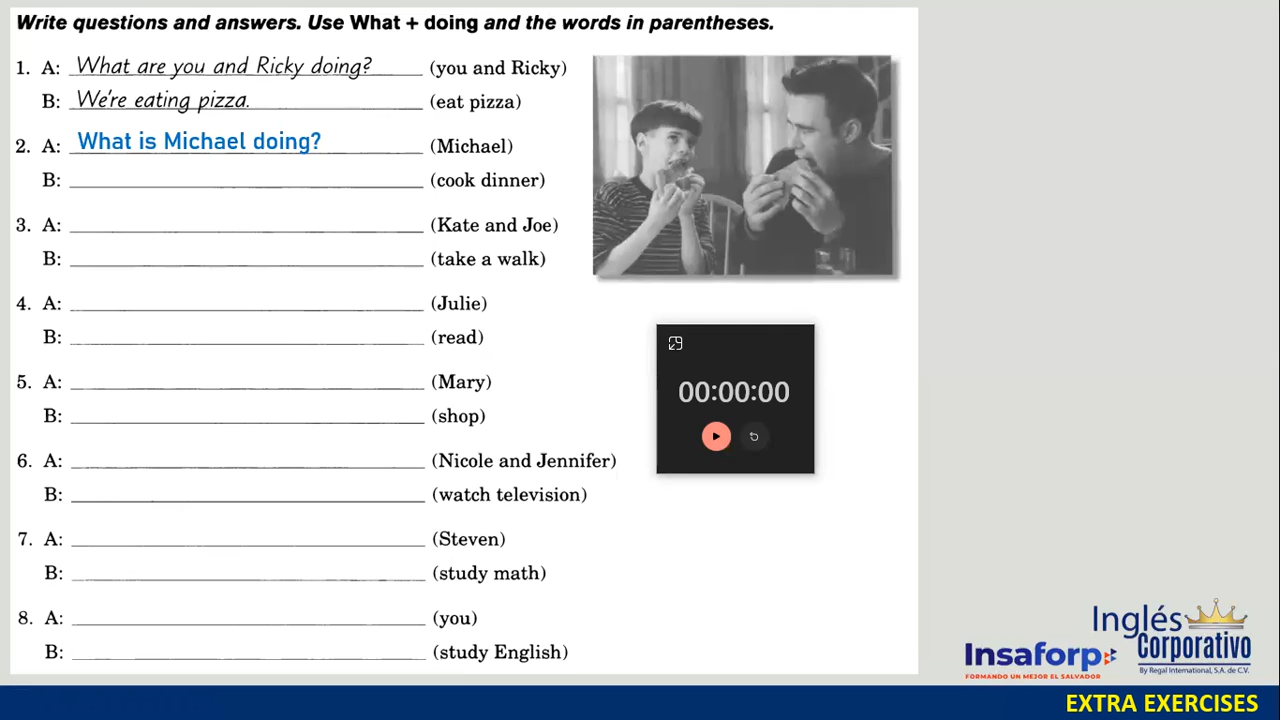 Write questions and answers. Use What + doing and the words in parentheses.
1. A: What are you and Ricky doing? (you and Ricky)
B: We're eating pizza. (eat pizza)
2. A: What is Michael doing? (Michael)
B: (cook dinner)
3. A: (Kate and Joe)
B: (take a walk)
4. A: (Julie)
B: (read)
5. A: (Mary)
B: (shop)
6. A: (Nicole and Jennifer)
B: (watch television)
7. A: (Steven)
B: (study math)
8. A: (you)
B: (study English)
00:00:00
Insaforp
FORMANDO UN MEJOR EL SALVADOR
Inglés
Corporativo
By Regal International, S.A. de C.V.
EXTRA EXERCISES